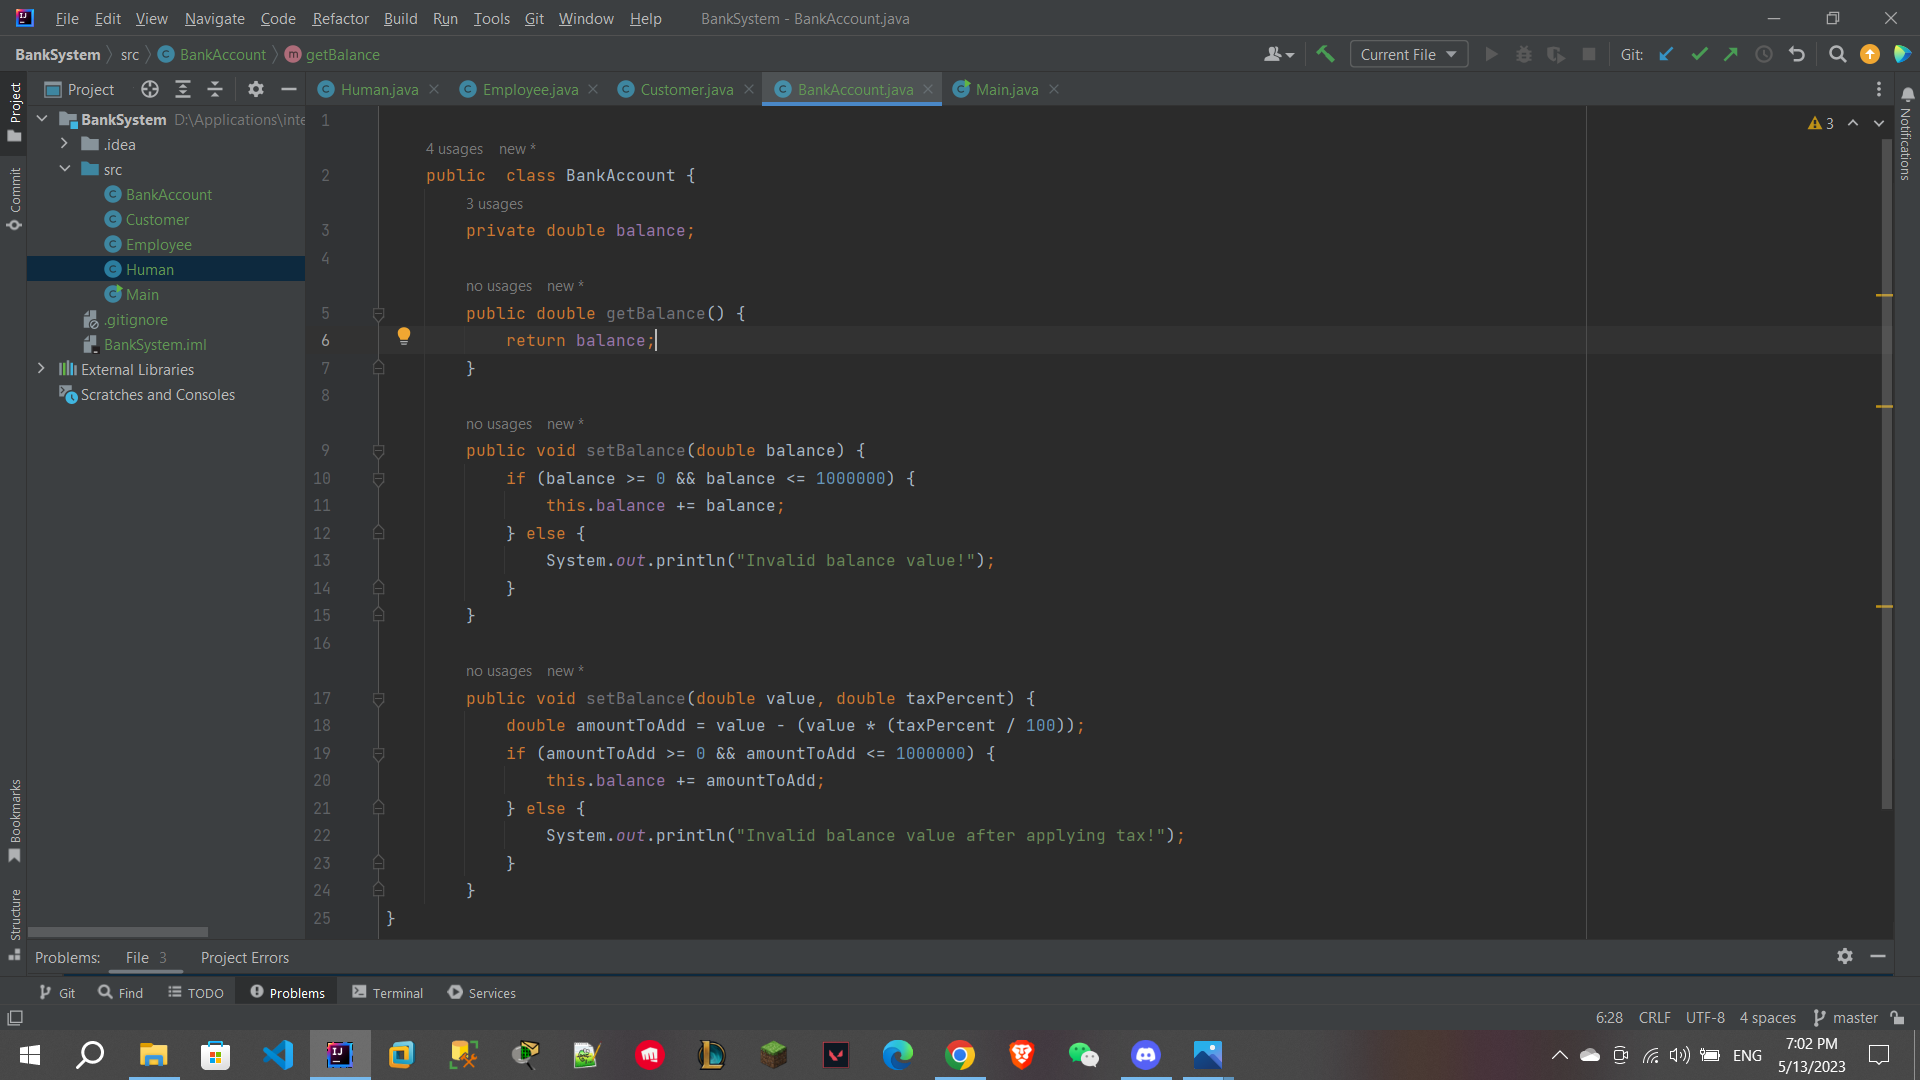 File Edit View Navigate Code Refactor Build Run Tools Git Window Help BankSystem - BankAccount.java
BankSystem src BankAccount getBalance
Current File Git:
Project
Human.java Employee.java Customer.java BankAccount.java Main.java
BankSystem D:\Applications\inte
.idea
src
BankAccount
Customer
Employee
Human
Main
.gitignore
BankSystem.iml
External Libraries
Scratches and Consoles
Project
Commit
Bookmarks
Structure
Notifications
3
1
4 usages new *
2 public  class BankAccount {
3 usages
3 private double balance;
4
no usages new *
5 public double getBalance() {
6 return balance;
7 }
8
no usages new *
9 public void setBalance(double balance) {
10 if (balance >= 0 && balance <= 1000000) {
11 this.balance += balance;
12 } else {
13 System.out.println("Invalid balance value!");
14 }
15 }
16
no usages new *
17 public void setBalance(double value, double taxPercent) {
18 double amountToAdd = value - (value * (taxPercent / 100));
19 if (amountToAdd >= 0 && amountToAdd <= 1000000) {
20 this.balance += amountToAdd;
21 } else {
22 System.out.println("Invalid balance value after applying tax!");
23 }
24 }
25 }
Problems: File 3 Project Errors
Git Find TODO Problems Terminal Services
6:28 CRLF UTF-8 4 spaces master
ENG
7:02 PM
5/13/2023